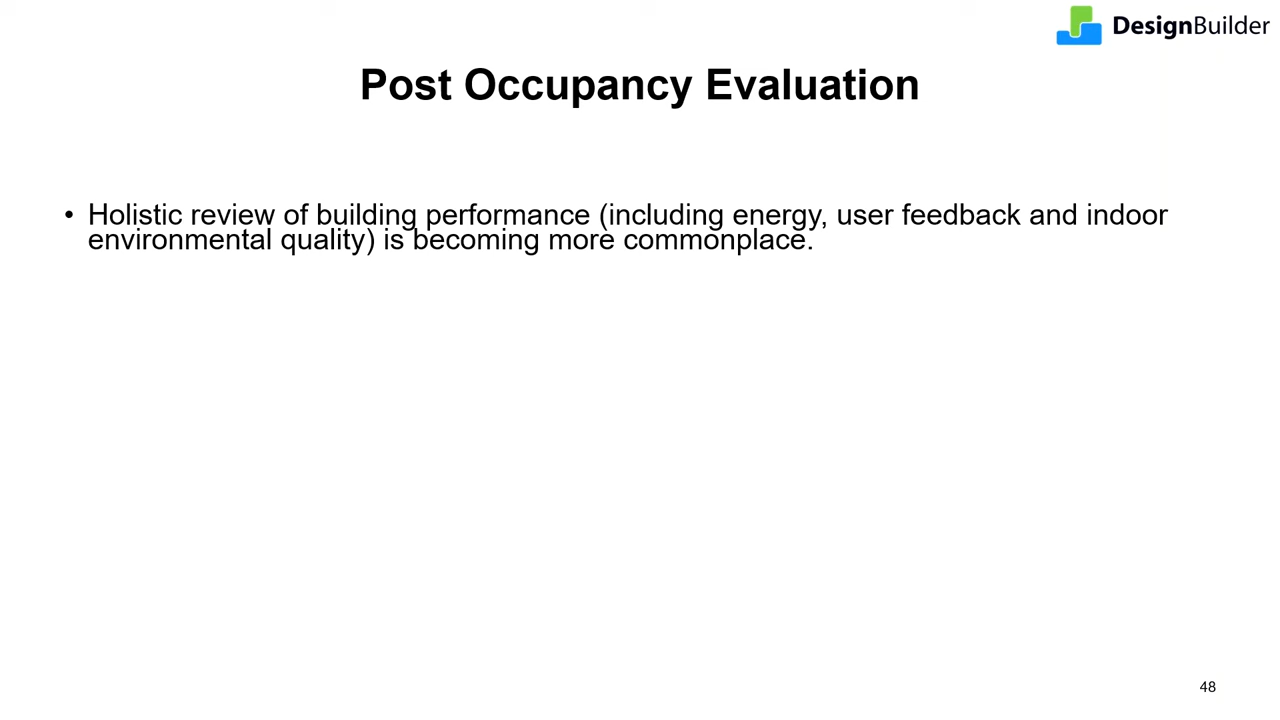 DesignBuilder
Post Occupancy Evaluation
• Holistic review of building performance (including energy, user feedback and indoor
environmental quality) is becoming more commonplace.
48